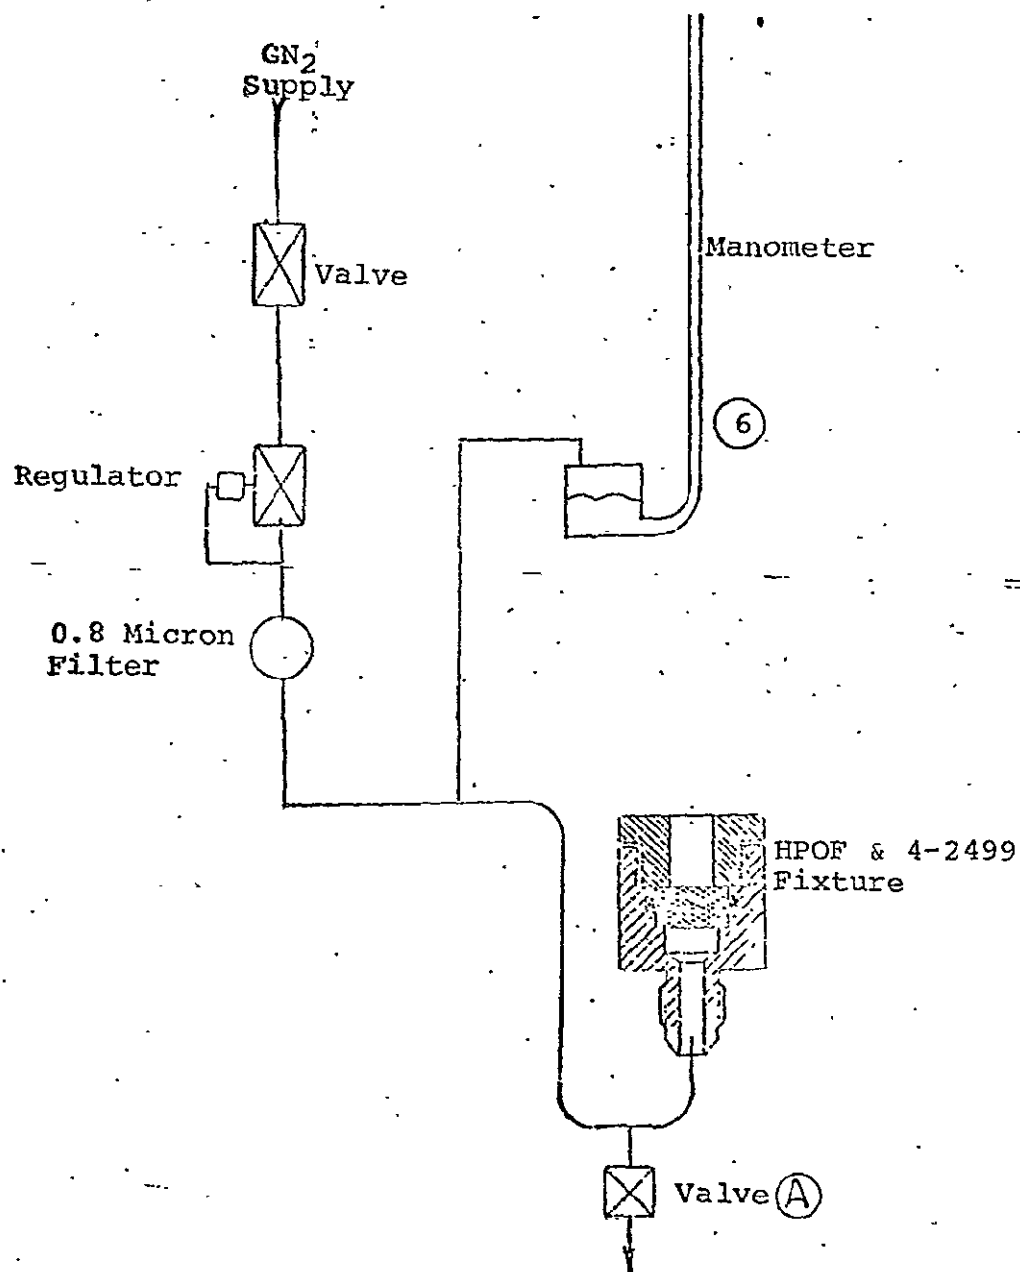 GN2
Supply
Valve
Manometer
6
Regulator
0.8 Micron
Filter
HPOF & 4-2499
Fixture
Valve A